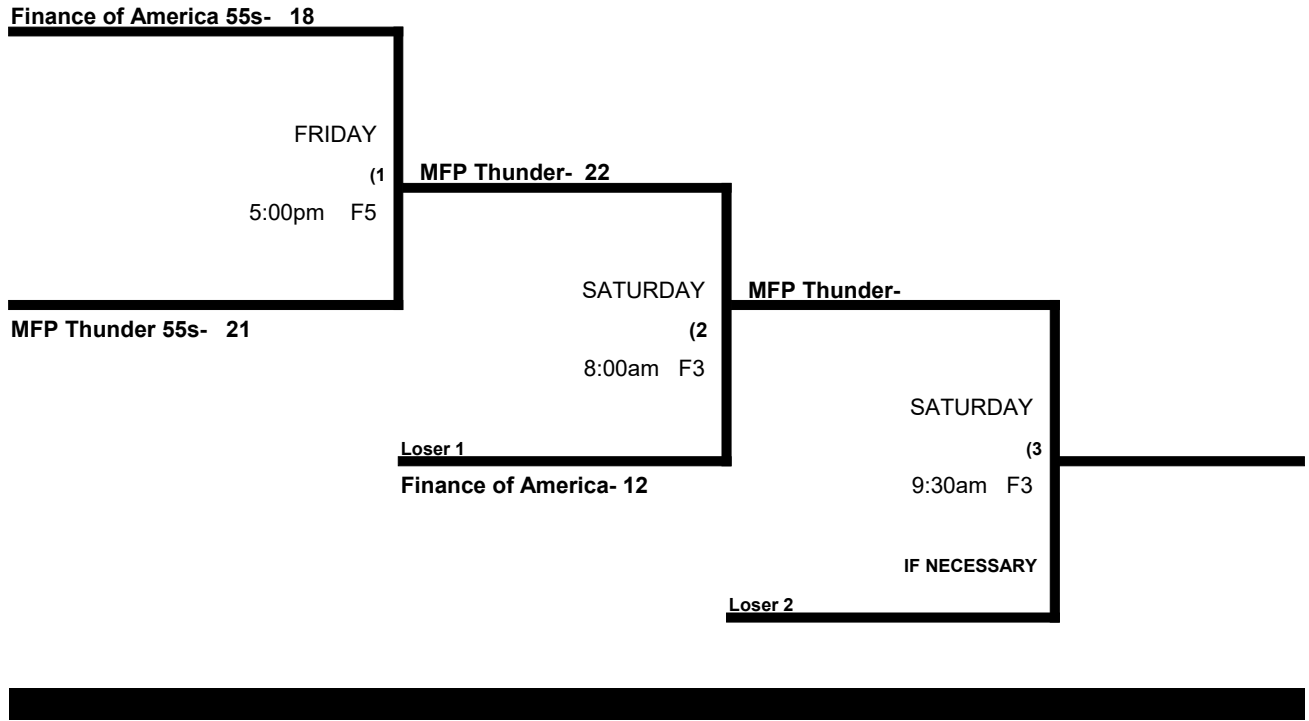 Finance of America 55s- 18
FRIDAY
(1
MFP Thunder- 22
5:00pm F5
SATURDAY
MFP Thunder-
MFP Thunder 55s- 21
(2
8:00am F3
SATURDAY
Loser 1
(3
Finance of America- 12
9:30am F3
IF NECESSARY
Loser 2